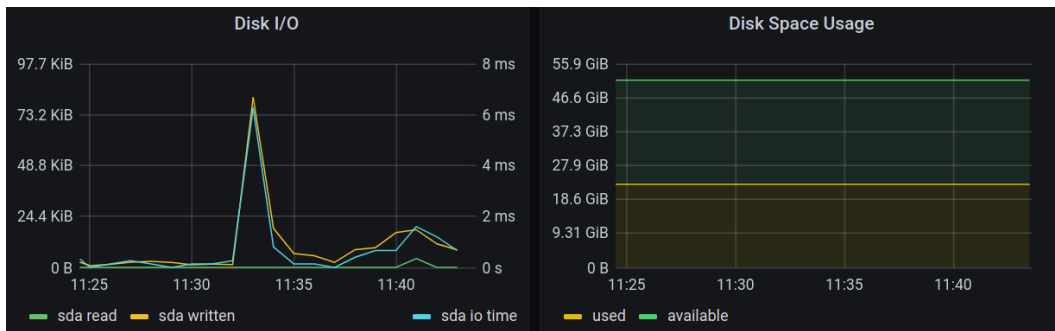 Disk I/O
97.7 KiB
73.2 KiB
48.8 KiB
24.4 KiB
0 B
8 ms
6 ms
4 ms
2 ms
0 s
11:25 11:30 11:35 11:40
sda read sda written sda io time
Disk Space Usage
55.9 GiB
46.6 GiB
37.3 GiB
27.9 GiB
18.6 GiB
9.31 GiB
0 B
11:25 11:30 11:35 11:40
used available